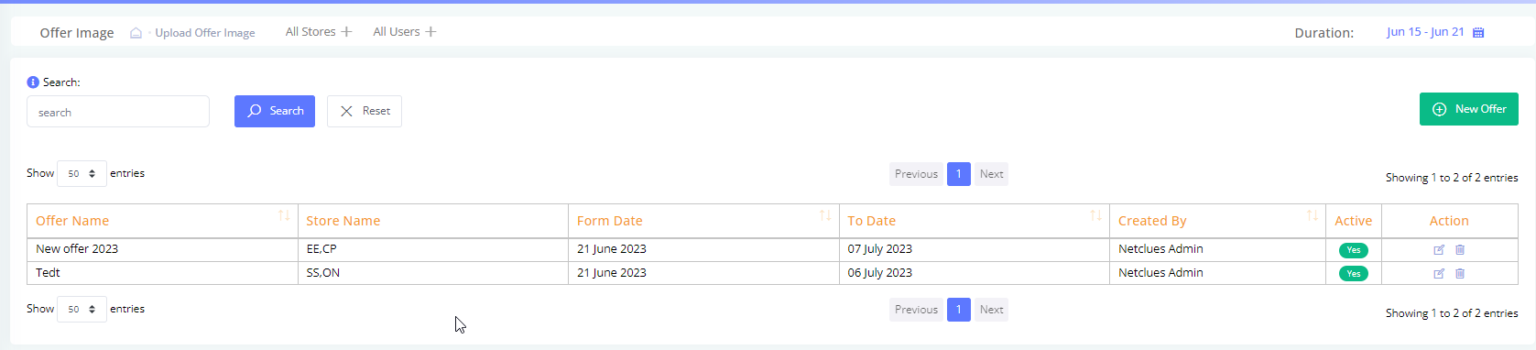 Offer Image · Upload Offer Image All Stores + All Users + Duration: Jun 15 - Jun 21
Search:
search Search Reset New Offer
Show 50 entries Previous 1 Next Showing 1 to 2 of 2 entries
Offer Name Store Name Form Date To Date Created By Active Action
New offer 2023 EE,CP 21 June 2023 07 July 2023 Netclues Admin Yes
Tedt SS,ON 21 June 2023 06 July 2023 Netclues Admin Yes
Show 50 entries Previous 1 Next Showing 1 to 2 of 2 entries